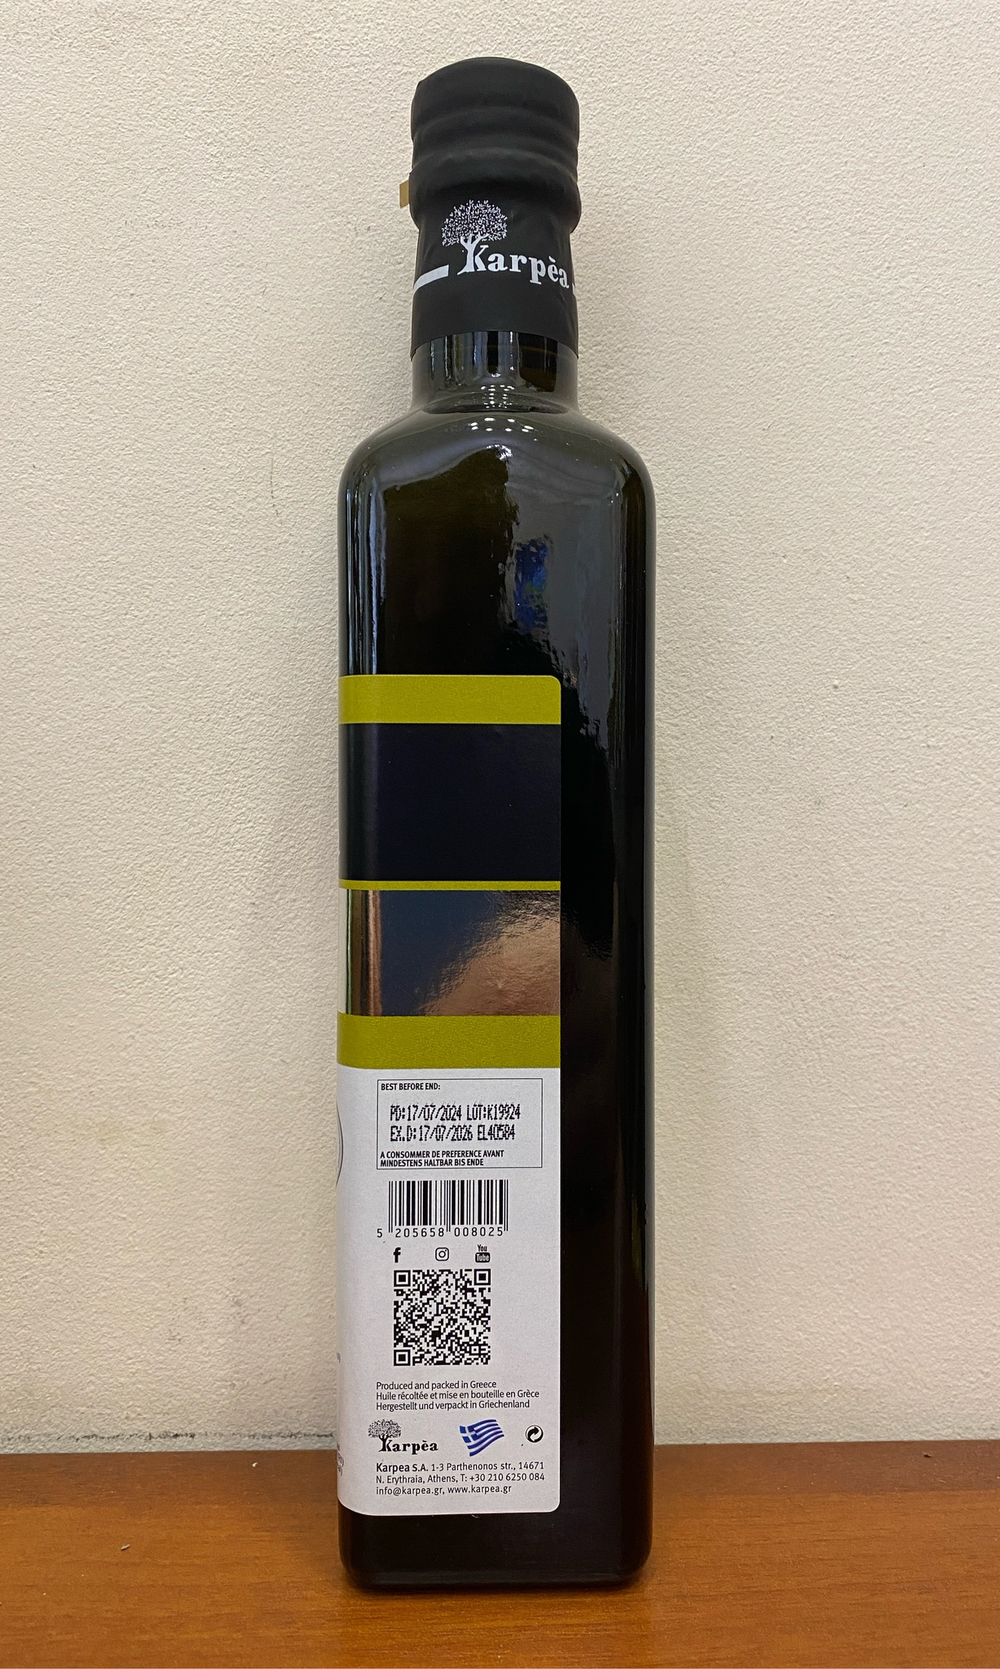 Karpèa
BEST BEFORE END:
PD:17/07/2024 LOT:K19924
EX.D:17/07/2026 EL40584
A CONSOMMER DE PREFERENCE AVANT
MINDESTENS HALTBAR BIS ENDE
5 205658 008025
You
Tube
Produced and packed in Greece
Huile récoltée et mise en bouteille en Grèce
Hergestellt und verpackt in Griechenland
Karpèa
Karpea S.A. 1-3 Parthenonos str., 14671
N. Erythraia, Athens, T: +30 210 6250 084
info@karpea.gr, www.karpea.gr